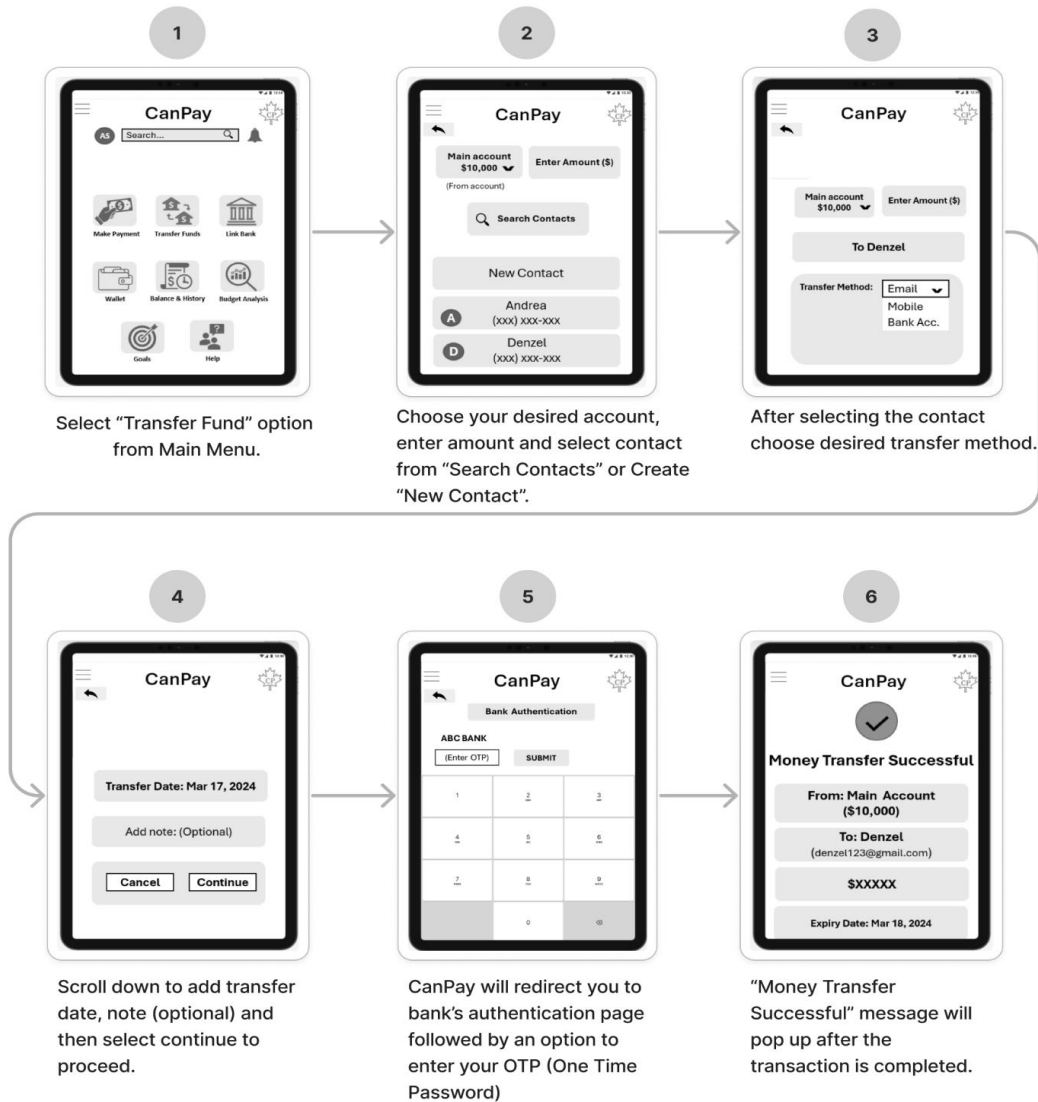 1
CanPay
CP
AS
Search...
Make Payment
Transfer Funds
Link Bank
Wallet
Balance & History
Budget Analysis
Goals
Help
Select “Transfer Fund” option
from Main Menu.
2
CanPay
CP
Main account
$10,000
Enter Amount ($)
(From account)
Search Contacts
New Contact
A
Andrea
(xxx) xxx-xxx
D
Denzel
(xxx) xxx-xxx
Choose your desired account,
enter amount and select contact
from “Search Contacts” or Create
“New Contact”.
3
CanPay
CP
Main account
$10,000
Enter Amount ($)
To Denzel
Transfer Method:
Email
Mobile
Bank Acc.
After selecting the contact
choose desired transfer method.
4
CanPay
CP
Transfer Date: Mar 17, 2024
Add note: (Optional)
Cancel
Continue
Scroll down to add transfer
date, note (optional) and
then select continue to
proceed.
5
CanPay
CP
Bank Authentication
ABC BANK
(Enter OTP)
SUBMIT
1
2
3
4
5
6
7
8
9
0
CanPay will redirect you to
bank’s authentication page
followed by an option to
enter your OTP (One Time
Password)
6
CanPay
CP
Money Transfer Successful
From: Main Account
($10,000)
To: Denzel
(denzel123@gmail.com)
$XXXXX
Expiry Date: Mar 18, 2024
“Money Transfer
Successful” message will
pop up after the
transaction is completed.